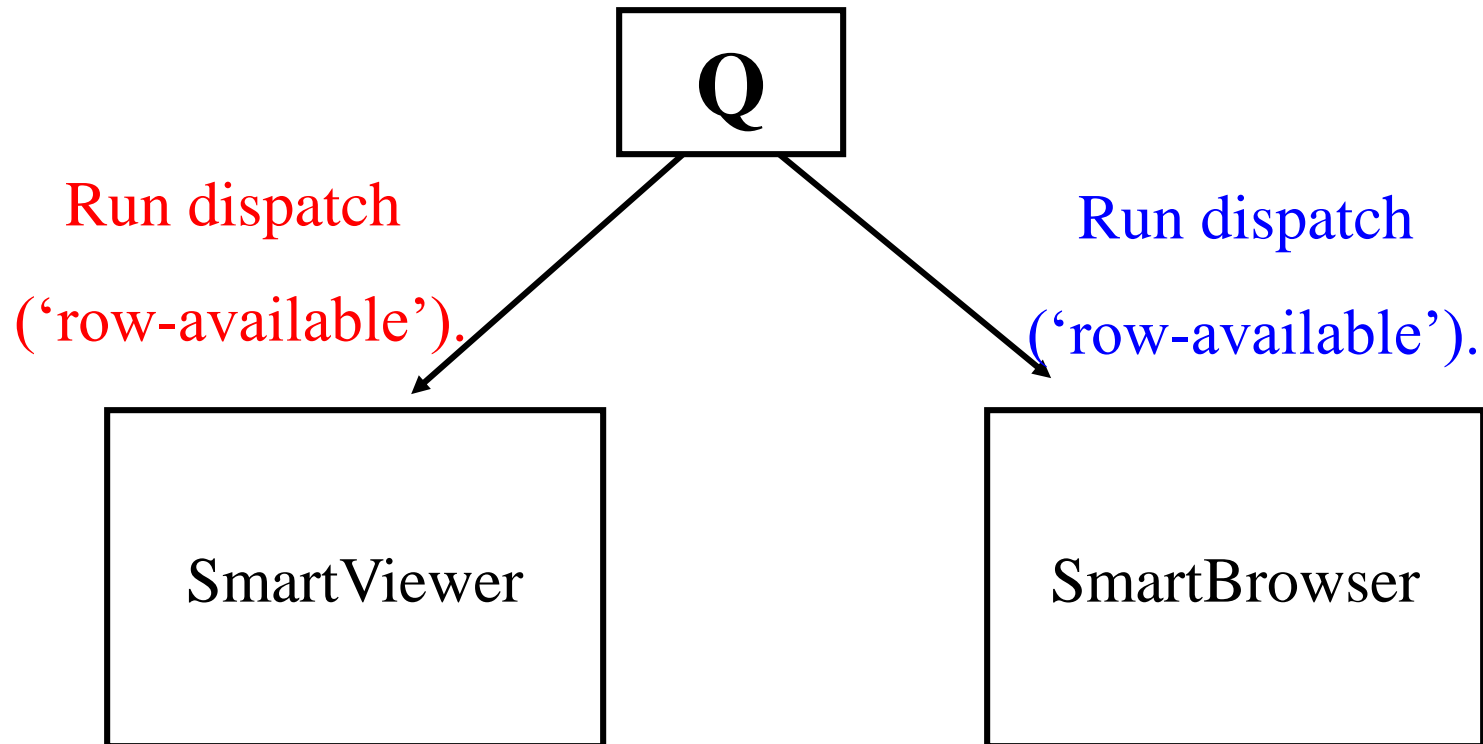 Q
Run dispatch
(‘row-available’).
Run dispatch
(‘row-available’).
SmartViewer
SmartBrowser